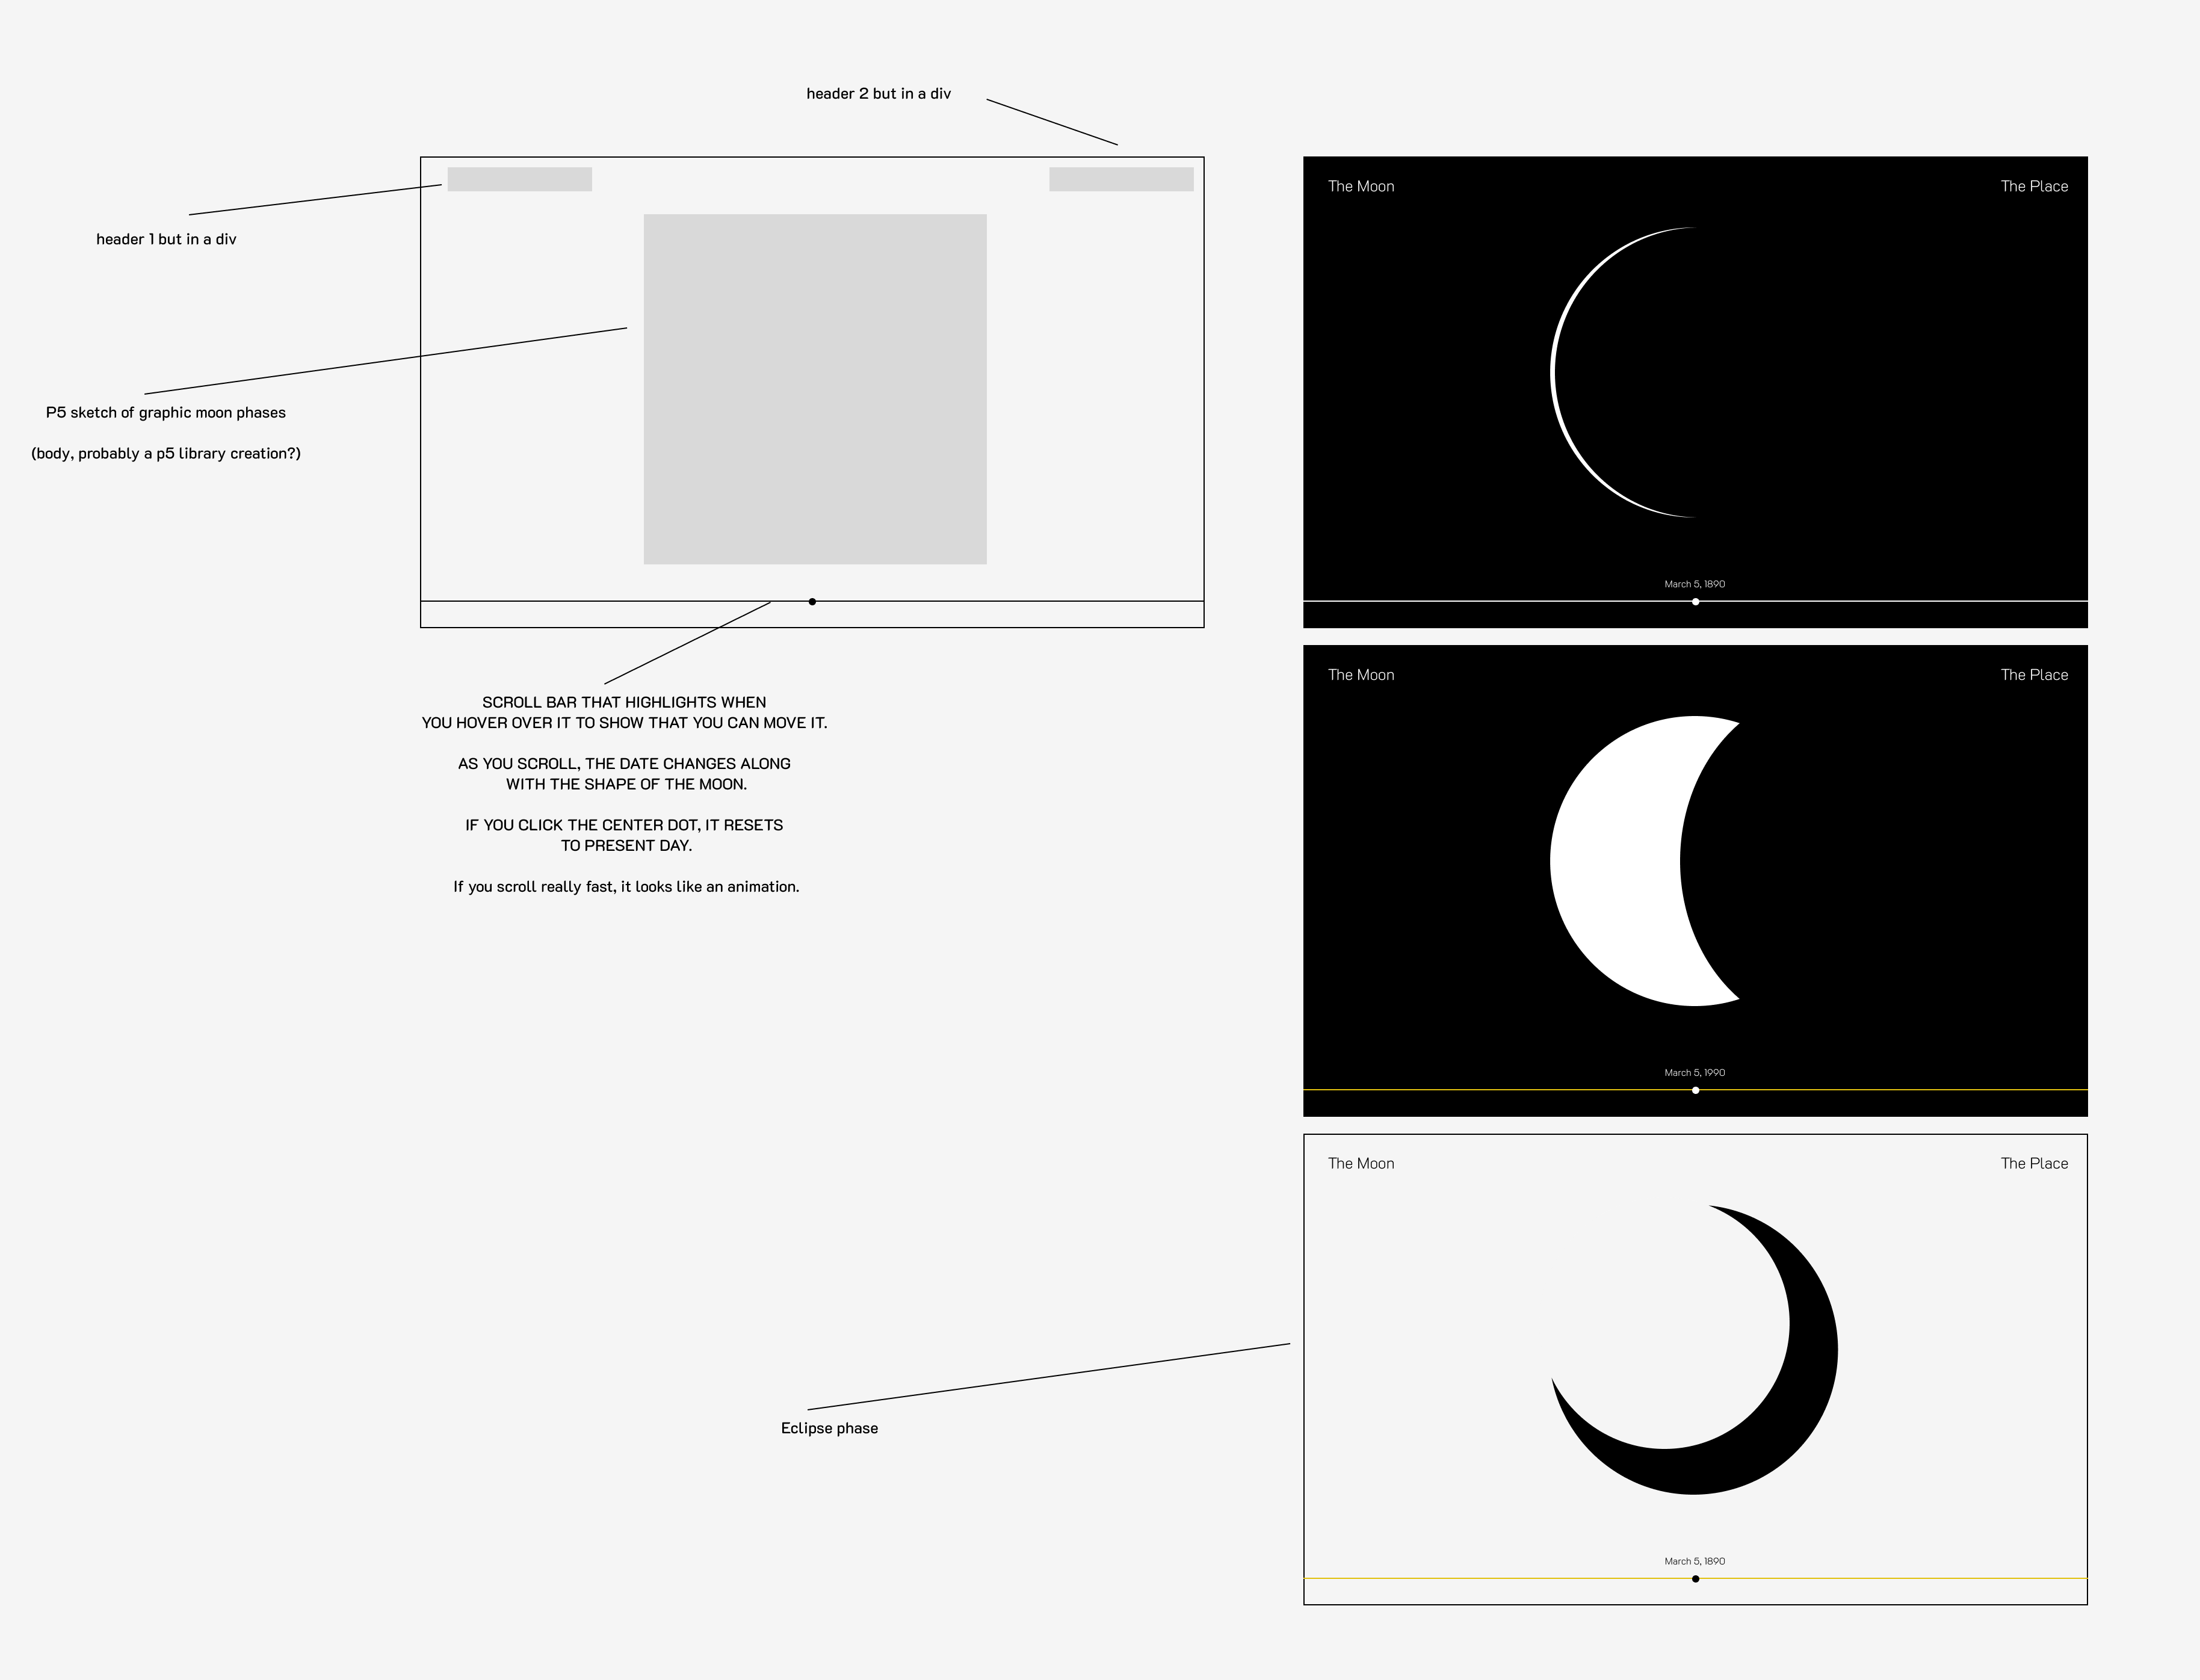 header 2 but in a div
header 1 but in a div
P5 sketch of graphic moon phases
(body, probably a p5 library creation?)
SCROLL BAR THAT HIGHLIGHTS WHEN
YOU HOVER OVER IT TO SHOW THAT YOU CAN MOVE IT.
AS YOU SCROLL, THE DATE CHANGES ALONG
WITH THE SHAPE OF THE MOON.
IF YOU CLICK THE CENTER DOT, IT RESETS
TO PRESENT DAY.
If you scroll really fast, it looks like an animation.
Eclipse phase
The Moon
The Place
March 5, 1890
The Moon
The Place
March 5, 1990
The Moon
The Place
March 5, 1890